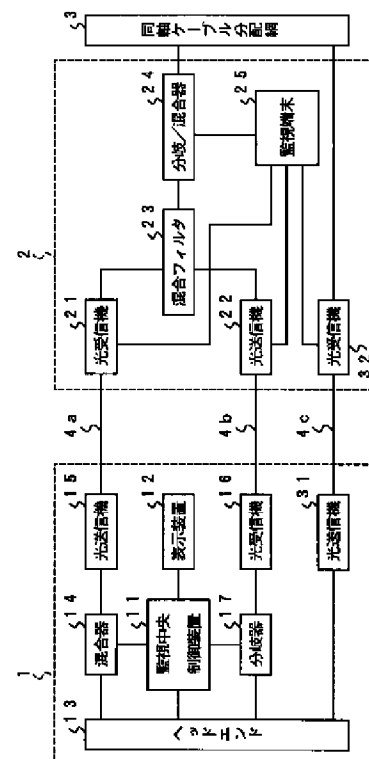 1
2
3
同軸ケーブル分配網
13
ヘッドエンド
14
混合器
15
光送信機
4a
21
光受信機
23
混合フィルタ
24
分岐/混合器
11
監視中央
制御装置
12
表示装置
25
監視端末
17
分岐器
16
光受信機
4b
22
光送信機
31
光送信機
4c
32
光受信機